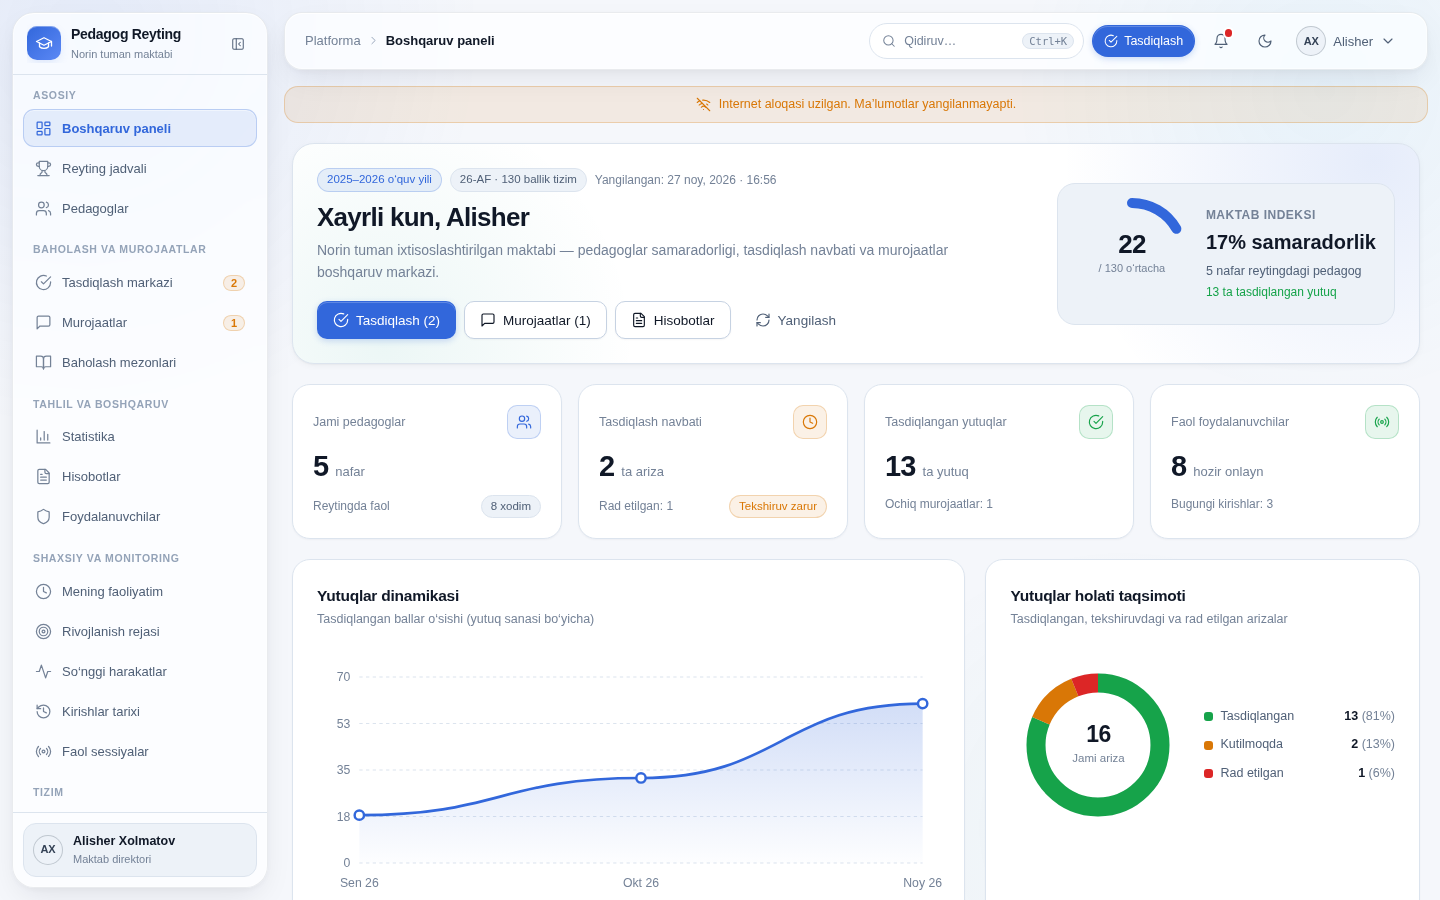 Pedagog Reyting
Norin tuman maktabi
ASOSIY
Boshqaruv paneli
Reyting jadvali
Pedagoglar
BAHOLASH VA MUROJAATLAR
Tasdiqlash markazi 2
Murojaatlar 1
Baholash mezonlari
TAHLIL VA BOSHQARUV
Statistika
Hisobotlar
Foydalanuvchilar
SHAXSIY VA MONITORING
Mening faoliyatim
Rivojlanish rejasi
So‘nggi harakatlar
Kirishlar tarixi
Faol sessiyalar
TIZIM
AX
Alisher Xolmatov
Maktab direktori
Platforma > Boshqaruv paneli
Qidiruv… Ctrl+K
Tasdiqlash
AX Alisher
Internet aloqasi uzilgan. Ma’lumotlar yangilanmayapti.
2025–2026 o‘quv yili 26-AF · 130 ballik tizim Yangilangan: 27 noy, 2026 · 16:56
Xayrli kun, Alisher
Norin tuman ixtisoslashtirilgan maktabi — pedagoglar samaradorligi, tasdiqlash navbati va murojaatlar
boshqaruv markazi.
Tasdiqlash (2) Murojaatlar (1) Hisobotlar Yangilash
22
/ 130 o‘rtacha
MAKTAB INDEKSI
17% samaradorlik
5 nafar reytingdagi pedagog
13 ta tasdiqlangan yutuq
Jami pedagoglar
5 nafar
Reytingda faol 8 xodim
Tasdiqlash navbati
2 ta ariza
Rad etilgan: 1 Tekshiruv zarur
Tasdiqlangan yutuqlar
13 ta yutuq
Ochiq murojaatlar: 1
Faol foydalanuvchilar
8 hozir onlayn
Bugungi kirishlar: 3
Yutuqlar dinamikasi
Tasdiqlangan ballar o‘sishi (yutuq sanasi bo‘yicha)
70
53
35
18
0
Sen 26 Okt 26 Noy 26
Yutuqlar holati taqsimoti
Tasdiqlangan, tekshiruvdagi va rad etilgan arizalar
16
Jami ariza
Tasdiqlangan 13 (81%)
Kutilmoqda 2 (13%)
Rad etilgan 1 (6%)